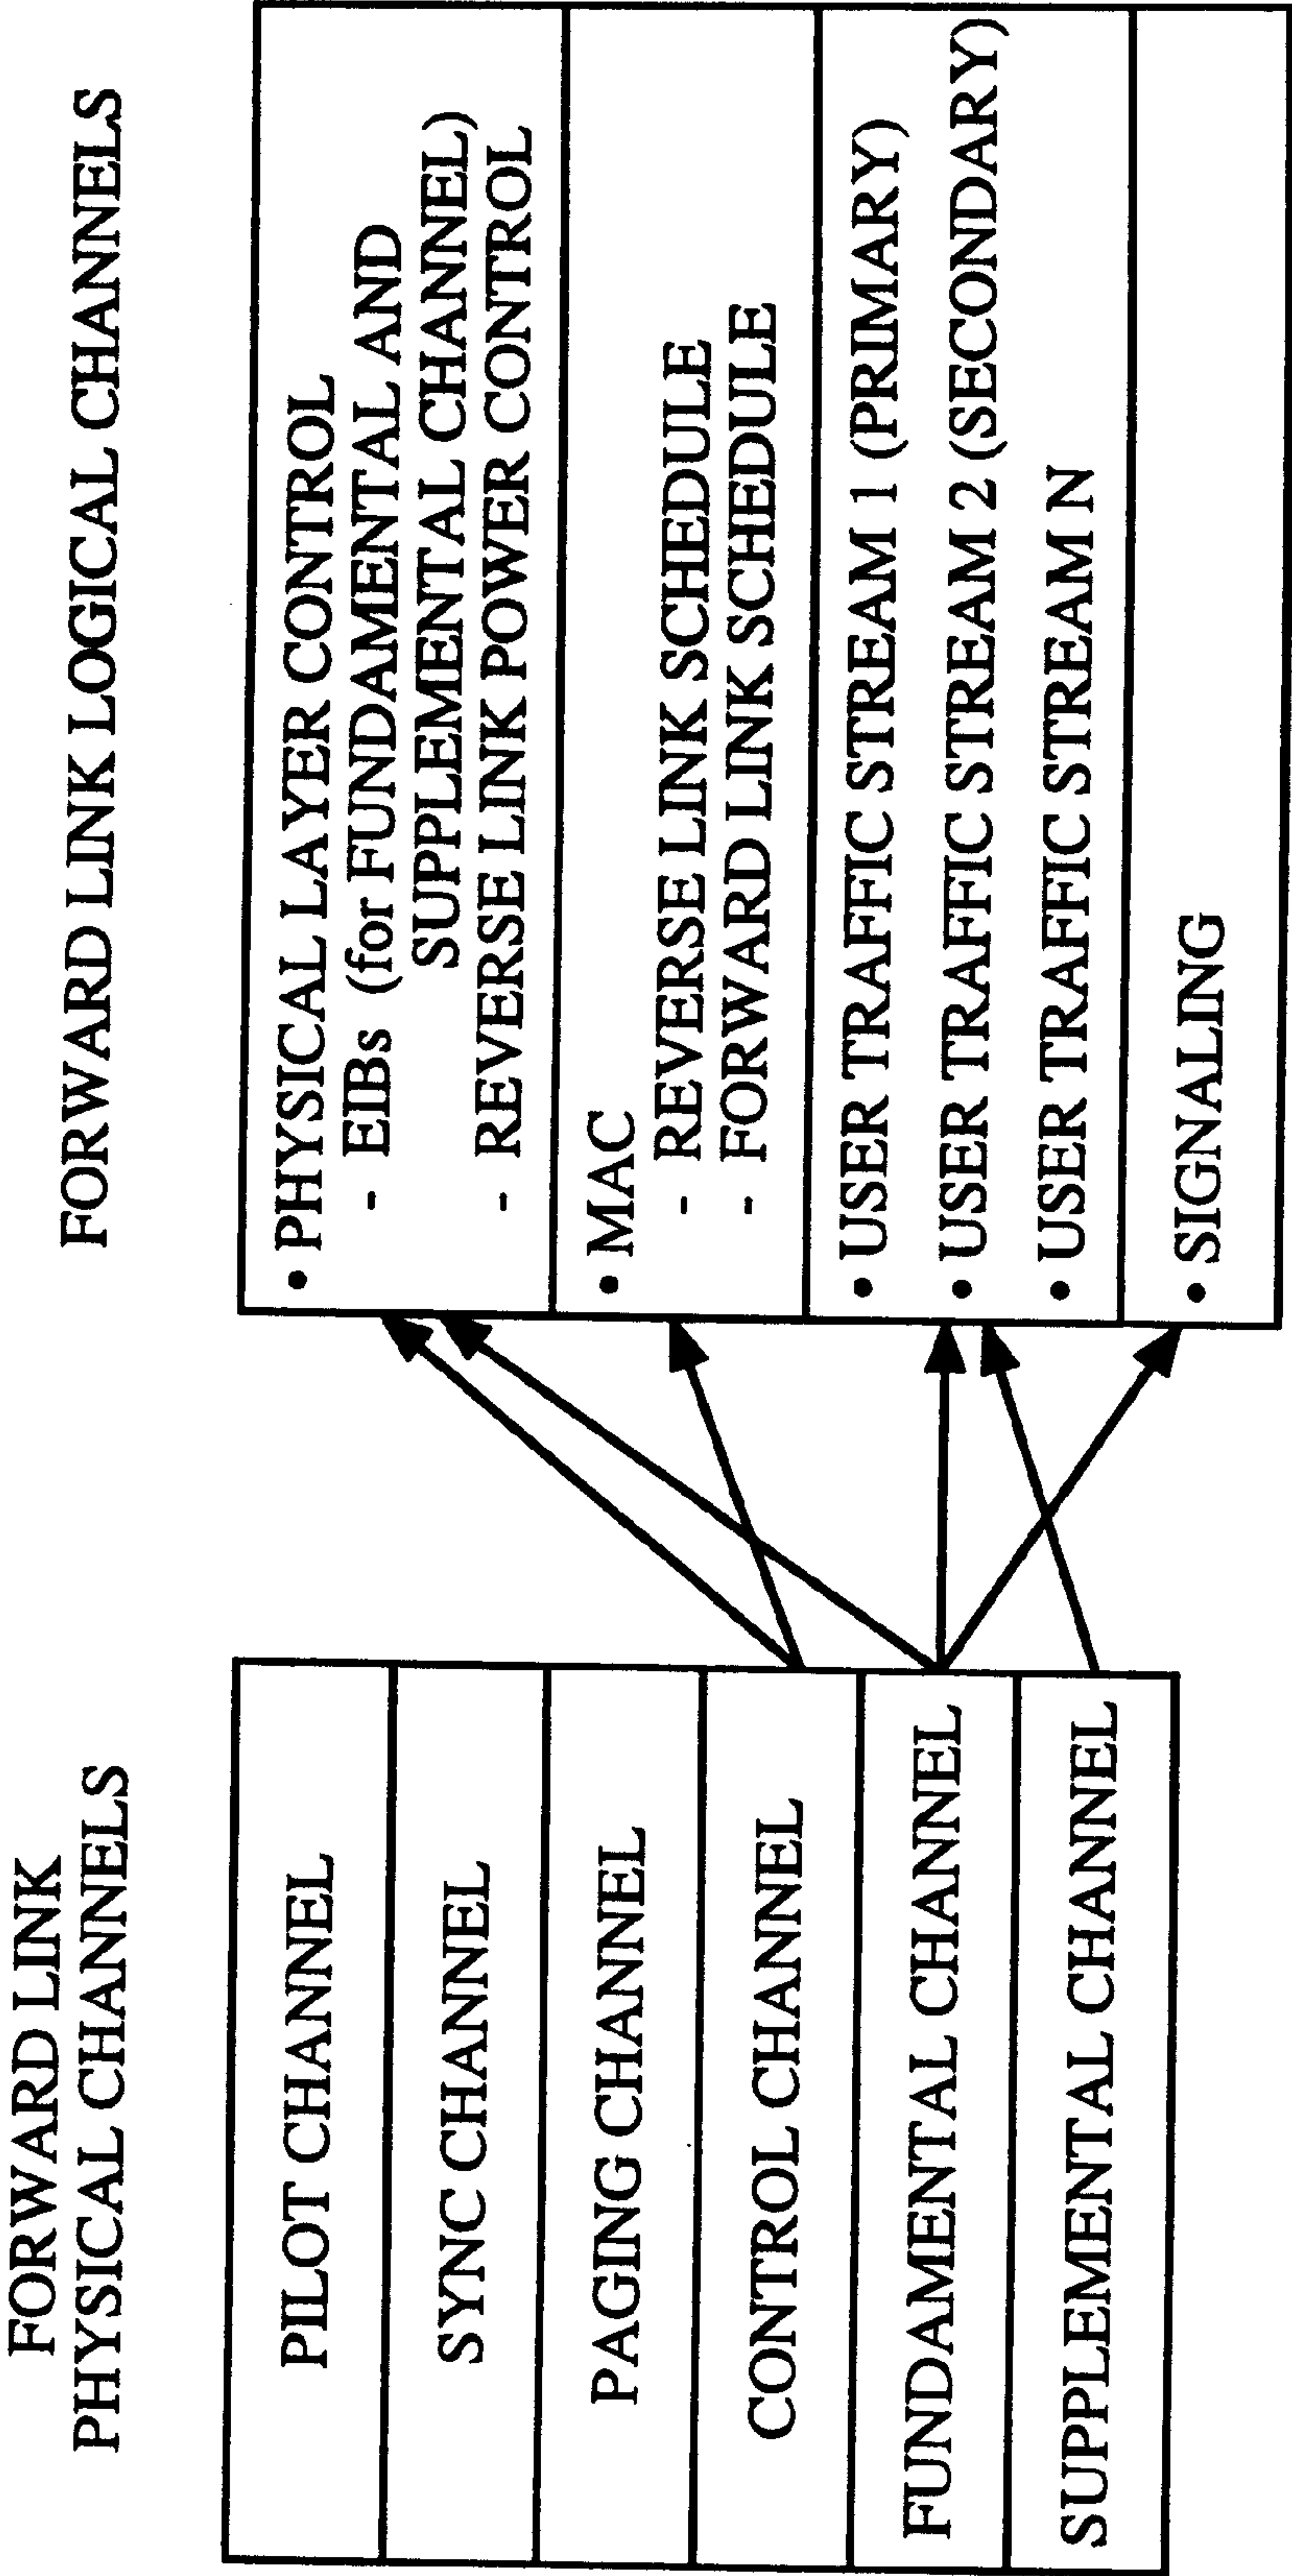 FORWARD LINK
PHYSICAL CHANNELS
PILOT CHANNEL
SYNC CHANNEL
PAGING CHANNEL
CONTROL CHANNEL
FUNDAMENTAL CHANNEL
SUPPLEMENTAL CHANNEL
FORWARD LINK LOGICAL CHANNELS
• PHYSICAL LAYER CONTROL
- EIBs (for FUNDAMENTAL AND
SUPPLEMENTAL CHANNEL)
- REVERSE LINK POWER CONTROL
• MAC
- REVERSE LINK SCHEDULE
- FORWARD LINK SCHEDULE
• USER TRAFFIC STREAM 1 (PRIMARY)
• USER TRAFFIC STREAM 2 (SECONDARY)
• USER TRAFFIC STREAM N
• SIGNALING